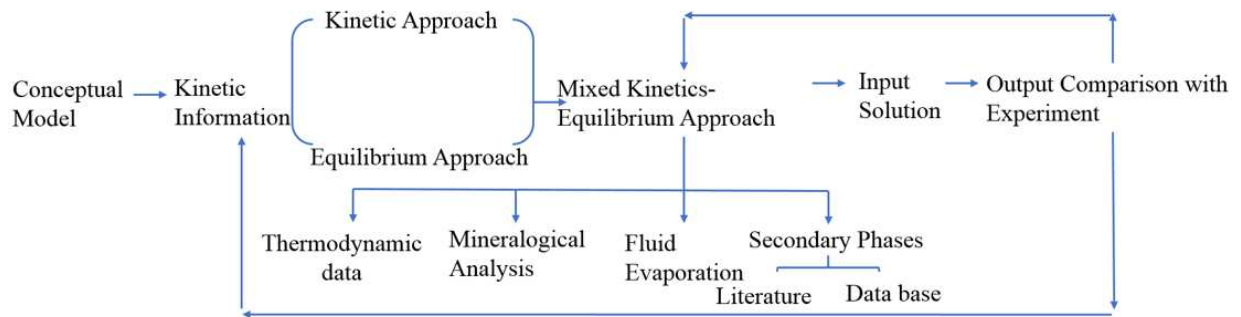 Kinetic Approach
Conceptual
Model
Kinetic
Information
Equilibrium Approach
Mixed Kinetics-
Equilibrium Approach
Input
Solution
Output Comparison with
Experiment
Thermodynamic
data
Mineralogical
Analysis
Fluid
Evaporation
Secondary Phases
Literature
Data base